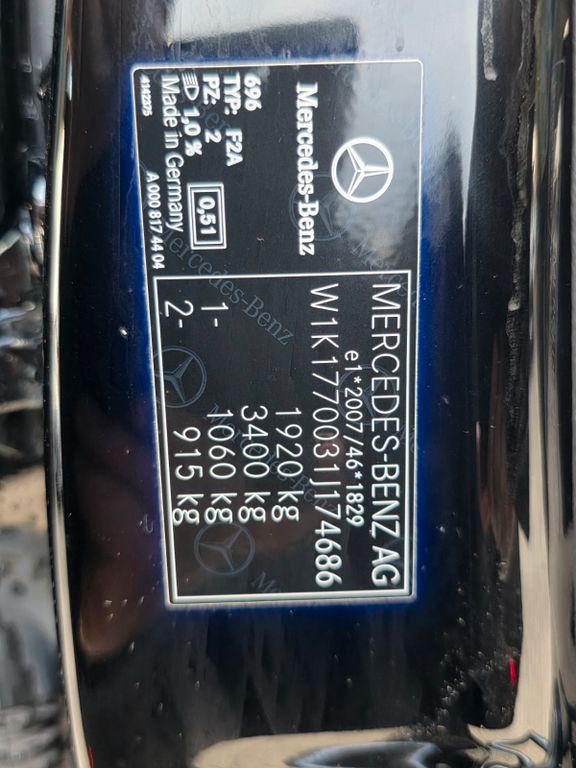 Mercedes-Benz
696
TYP: F2A
PZ: 2
1,0 %
0,51
Made in Germany
4142375
A 000 817 44 04
MERCEDES-BENZ AG
e1*2007/46*1829
W1K1770031J174686
1920 kg
3400 kg
1- 1060 kg
2- 915 kg